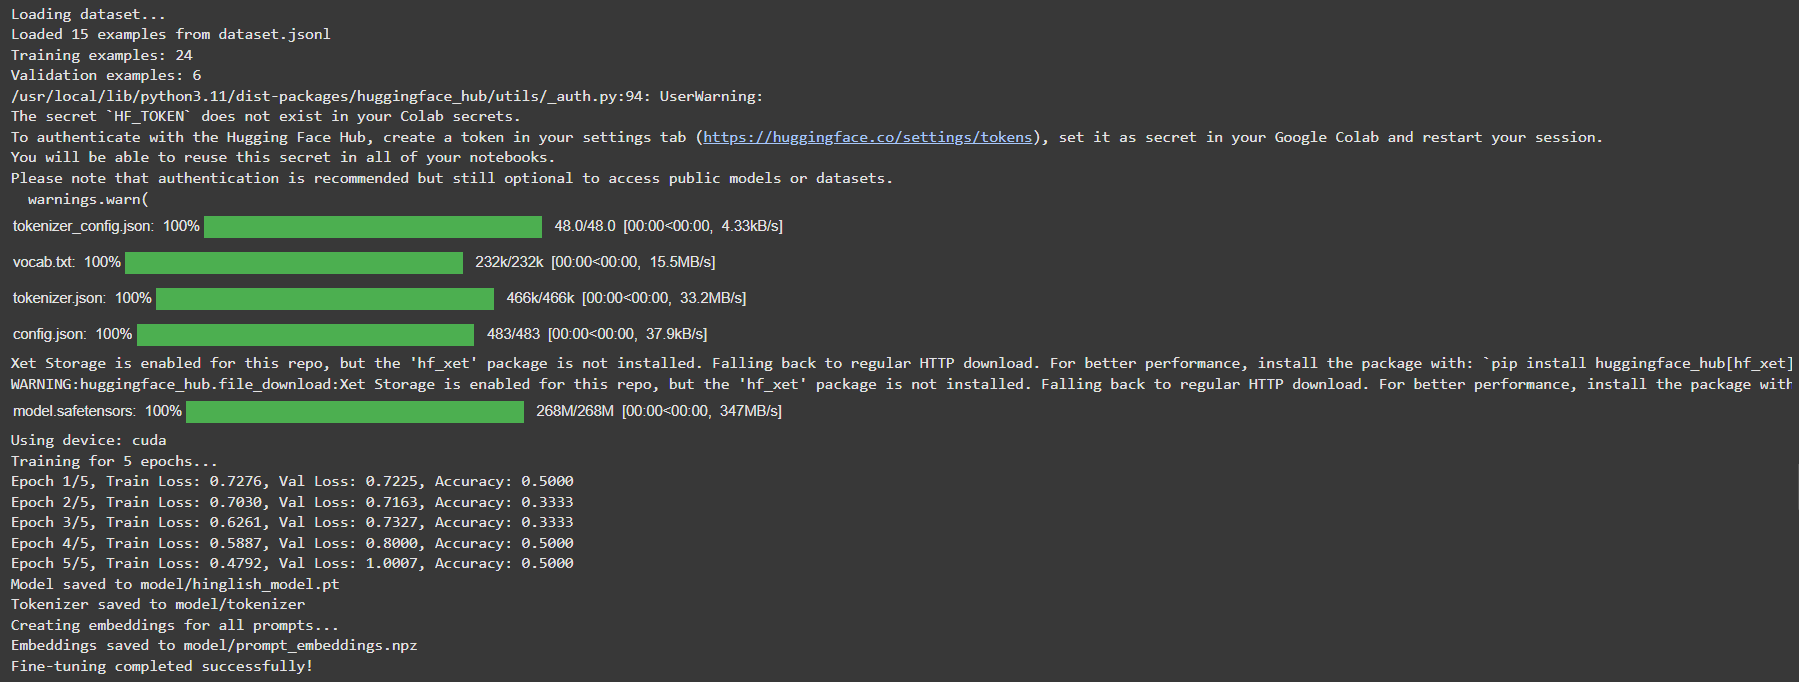 Loading dataset...
Loaded 15 examples from dataset.jsonl
Training examples: 24
Validation examples: 6
/usr/local/lib/python3.11/dist-packages/huggingface_hub/utils/_auth.py:94: UserWarning:
The secret `HF_TOKEN` does not exist in your Colab secrets.
To authenticate with the Hugging Face Hub, create a token in your settings tab (https://huggingface.co/settings/tokens), set it as secret in your Google Colab and restart your session.
You will be able to reuse this secret in all of your notebooks.
Please note that authentication is recommended but still optional to access public models or datasets.
  warnings.warn(
tokenizer_config.json: 100% 48.0/48.0 [00:00<00:00, 4.33kB/s]
vocab.txt: 100% 232k/232k [00:00<00:00, 15.5MB/s]
tokenizer.json: 100% 466k/466k [00:00<00:00, 33.2MB/s]
config.json: 100% 483/483 [00:00<00:00, 37.9kB/s]
Xet Storage is enabled for this repo, but the 'hf_xet' package is not installed. Falling back to regular HTTP download. For better performance, install the package with: `pip install huggingface_hub[hf_xet]
WARNING:huggingface_hub.file_download:Xet Storage is enabled for this repo, but the 'hf_xet' package is not installed. Falling back to regular HTTP download. For better performance, install the package with
model.safetensors: 100% 268M/268M [00:00<00:00, 347MB/s]
Using device: cuda
Training for 5 epochs...
Epoch 1/5, Train Loss: 0.7276, Val Loss: 0.7225, Accuracy: 0.5000
Epoch 2/5, Train Loss: 0.7030, Val Loss: 0.7163, Accuracy: 0.3333
Epoch 3/5, Train Loss: 0.6261, Val Loss: 0.7327, Accuracy: 0.3333
Epoch 4/5, Train Loss: 0.5887, Val Loss: 0.8000, Accuracy: 0.5000
Epoch 5/5, Train Loss: 0.4792, Val Loss: 1.0007, Accuracy: 0.5000
Model saved to model/hinglish_model.pt
Tokenizer saved to model/tokenizer
Creating embeddings for all prompts...
Embeddings saved to model/prompt_embeddings.npz
Fine-tuning completed successfully!